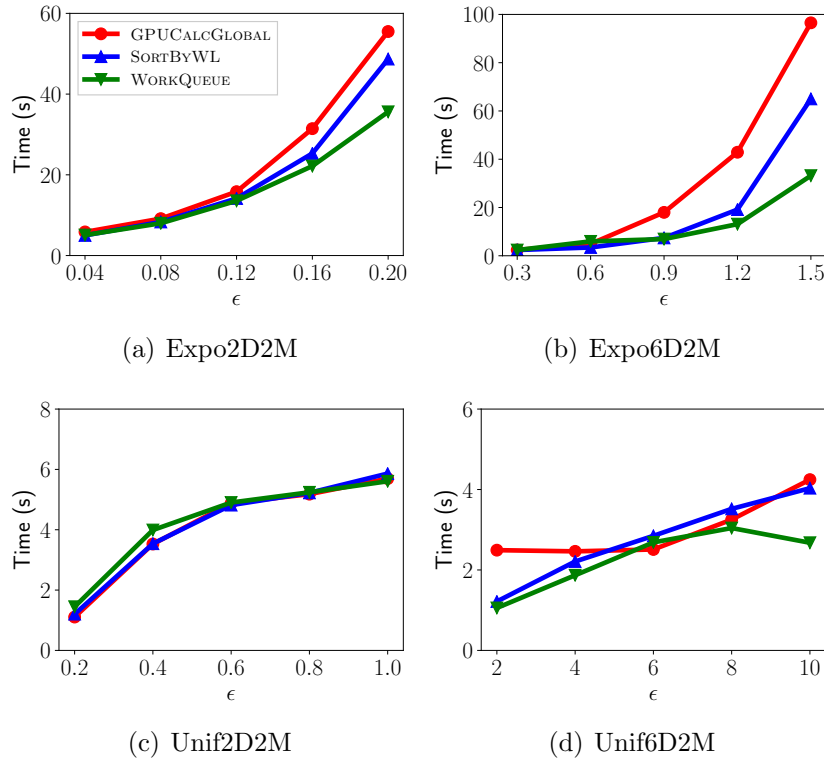 60
40
20
0
Time (s)
GPUCALCGLOBAL
SORTBYWL
WORKQUEUE
0.04 0.08 0.12 0.16 0.20
ϵ
(a) Expo2D2M
100
80
60
40
20
0
Time (s)
0.3 0.6 0.9 1.2 1.5
ϵ
(b) Expo6D2M
8
6
4
2
0
Time (s)
0.2 0.4 0.6 0.8 1.0
ϵ
(c) Unif2D2M
6
4
2
0
Time (s)
2 4 6 8 10
ϵ
(d) Unif6D2M